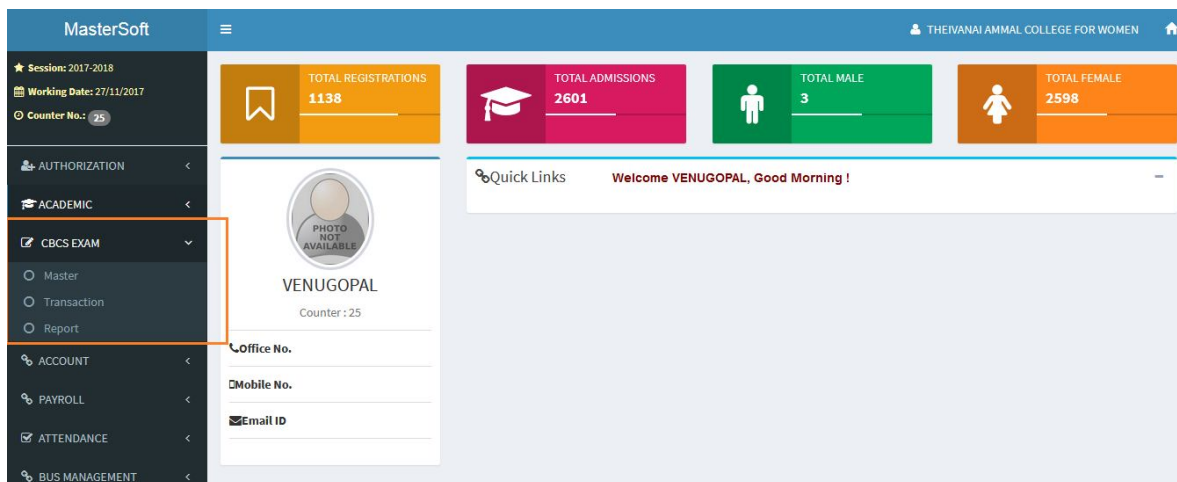 MasterSoft
THEIVANAI AMMAL COLLEGE FOR WOMEN
Session: 2017-2018
Working Date: 27/11/2017
Counter No.: 25
AUTHORIZATION
ACADEMIC
CBCS EXAM
Master
Transaction
Report
ACCOUNT
PAYROLL
ATTENDANCE
BUS MANAGEMENT
TOTAL REGISTRATIONS
1138
TOTAL ADMISSIONS
2601
TOTAL MALE
3
TOTAL FEMALE
2598
PHOTO
NOT
AVAILABLE
VENUGOPAL
Counter : 25
Office No.
Mobile No.
Email ID
Quick Links Welcome VENUGOPAL, Good Morning !